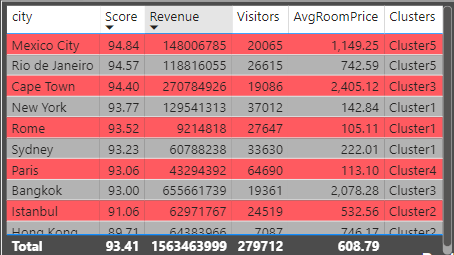 city Score Revenue Visitors AvgRoomPrice Clusters
Mexico City 94.84 148006785 20065 1,149.25 Cluster5
Rio de Janeiro 94.57 118816055 26615 742.59 Cluster5
Cape Town 94.40 270784926 19086 2,405.12 Cluster3
New York 93.77 129541313 37012 142.84 Cluster1
Rome 93.52 9214818 27647 105.11 Cluster1
Sydney 93.23 60788238 33630 222.01 Cluster1
Paris 93.06 43294392 64690 113.10 Cluster4
Bangkok 93.00 655661739 19361 2,078.28 Cluster3
Istanbul 91.06 62971767 24519 532.56 Cluster2
Hong Kong 89.71 64383966 7087 746.17 Cluster2
Total 93.41 1563463999 279712 608.79